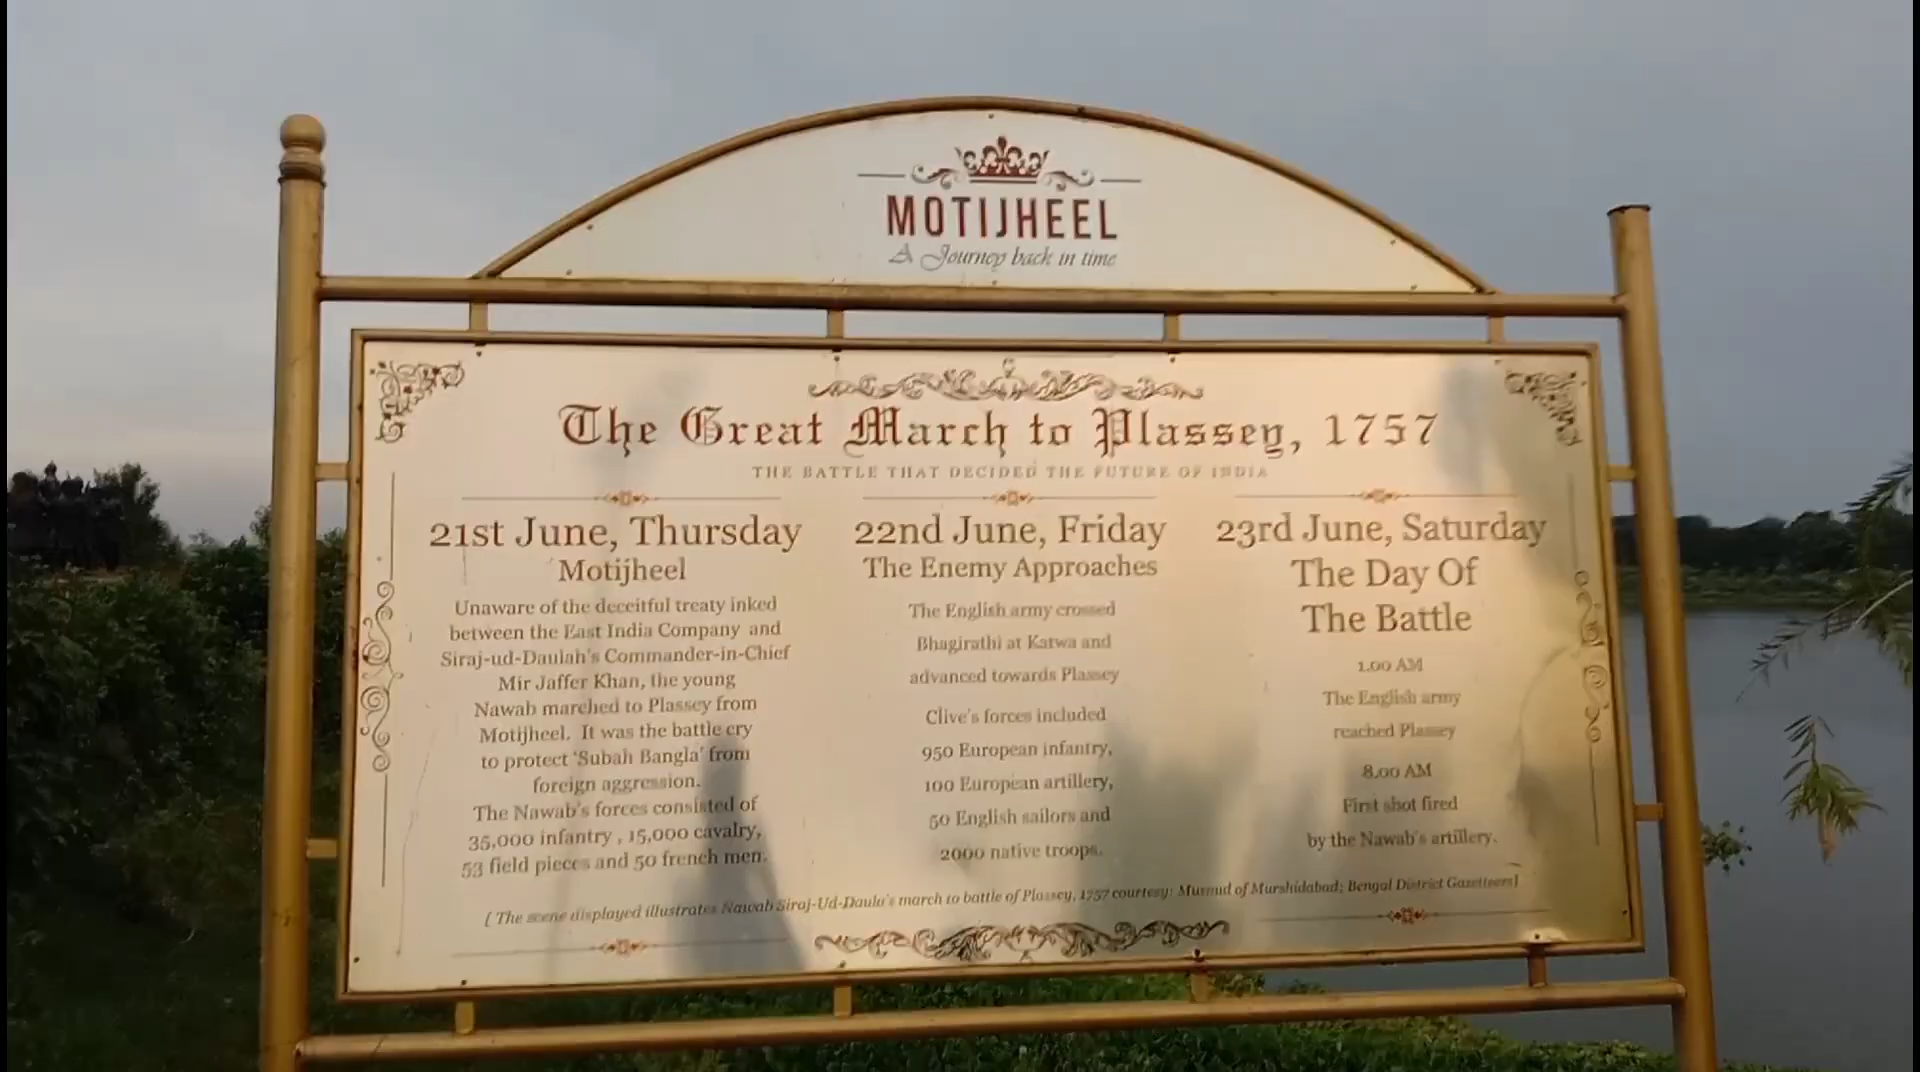 MOTIJHEEL
A Journey back in time
The Great March to Plassey, 1757
THE BATTLE THAT DECIDED THE FUTURE OF INDIA
21st June, Thursday
Motijheel
Unaware of the deceitful treaty inked
between the East India Company and
Siraj-ud-Daulah's Commander-in-Chief
Mir Jaffer Khan, the young
Nawab marched to Plassey from
Motijheel. It was the battle cry
to protect 'Subah Bangla' from
foreign aggression.
The Nawab's forces consisted of
35,000 infantry , 15,000 cavalry,
53 field pieces and 50 french men.
22nd June, Friday
The Enemy Approaches
The English army crossed
Bhagirathi at Katwa and
advanced towards Plassey
Clive's forces included
950 European infantry,
100 European artillery,
50 English sailors and
2000 native troops.
23rd June, Saturday
The Day Of
The Battle
1.00 AM
The English army
reached Plassey
8.00 AM
First shot fired
by the Nawab's artillery.
[ The scene displayed illustrates Nawab Siraj-Ud-Daula's march to battle of Plassey, 1757 courtesy: Musnud of Murshidabad; Bengal District Gazetteers]